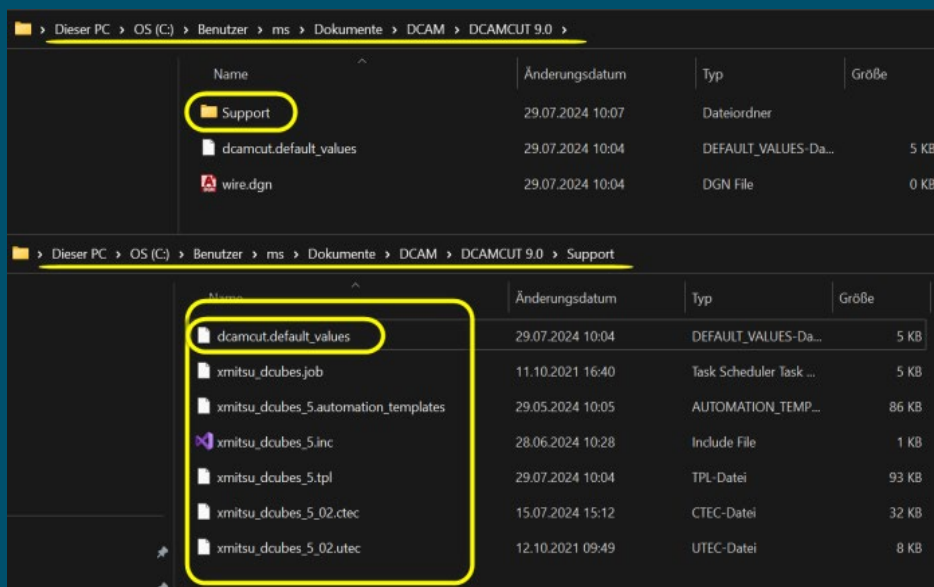 > Dieser PC > OS (C:) > Benutzer > ms > Dokumente > DCAM > DCAMCUT 9.0 >
Name Änderungsdatum Typ Größe
Support 29.07.2024 10:07 Dateiordner
dcamcut.default_values 29.07.2024 10:04 DEFAULT_VALUES-Da... 5 KB
wire.dgn 29.07.2024 10:04 DGN File 0 KB
> Dieser PC > OS (C:) > Benutzer > ms > Dokumente > DCAM > DCAMCUT 9.0 > Support
Name Änderungsdatum Typ Größe
dcamcut.default_values 29.07.2024 10:04 DEFAULT_VALUES-Da... 5 KB
xmitsu_dcubes.job 11.10.2021 16:40 Task Scheduler Task ... 5 KB
xmitsu_dcubes_5.automation_templates 29.05.2024 10:05 AUTOMATION_TEMP... 86 KB
xmitsu_dcubes_5.inc 28.06.2024 10:28 Include File 1 KB
xmitsu_dcubes_5.tpl 29.07.2024 10:04 TPL-Datei 93 KB
xmitsu_dcubes_5_02.ctec 15.07.2024 15:12 CTEC-Datei 32 KB
xmitsu_dcubes_5_02.utec 12.10.2021 09:49 UTEC-Datei 8 KB